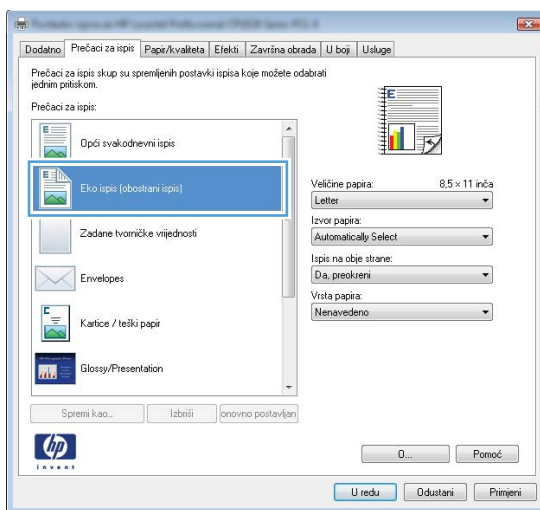 Dodatno Prečaci za ispis Papir/kvaliteta Efekti Završna obrada U boji Usluge
Prečaci za ispis skup su spremljenih postavki ispisa koje možete odabrati
jednim pritiskom.
Prečaci za ispis:
Opći svakodnevni ispis
Eko ispis (obostrani ispis)
Zadane tvorničke vrijednosti
Envelopes
Kartice / teški papir
Glossy/Presentation
Spremi kao... Izbriši onovno postavljan
Veličine papira: 8,5 × 11 inča
Letter
Izvor papira:
Automatically Select
Ispis na obje strane:
Da, preokreni
Vrsta papira:
Nenavedeno
hp
invent
O... Pomoć
U redu Odustani Primjeni